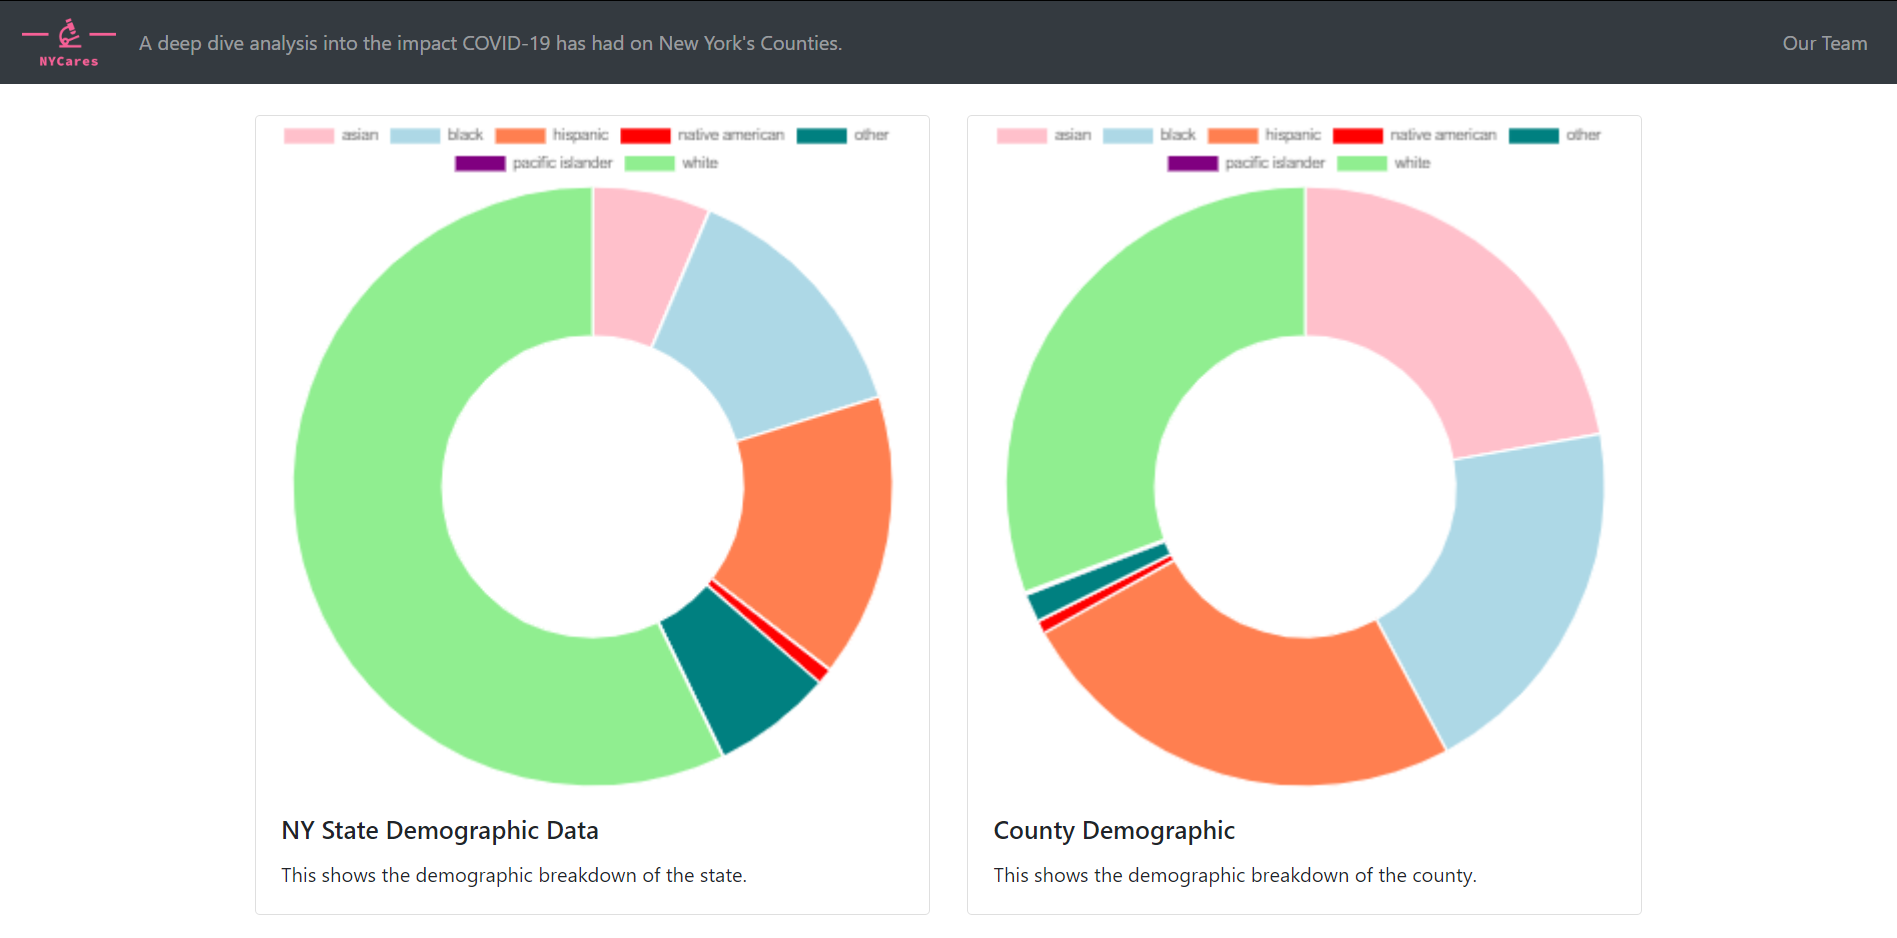 NYCares
A deep dive analysis into the impact COVID-19 has had on New York's Counties.
Our Team
asian black hispanic native american other
pacific islander white
NY State Demographic Data
This shows the demographic breakdown of the state.
asian black hispanic native american other
pacific islander white
County Demographic
This shows the demographic breakdown of the county.